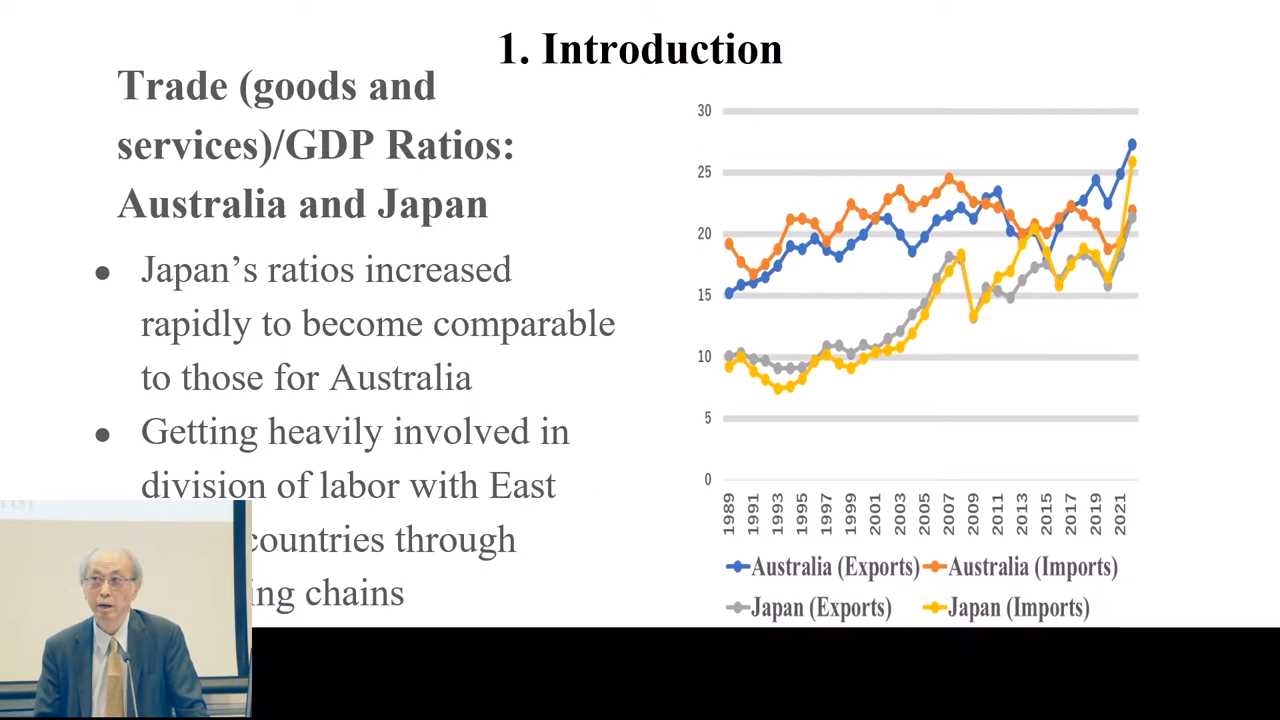 1. Introduction
Trade (goods and
services)/GDP Ratios:
Australia and Japan
● Japan’s ratios increased
rapidly to become comparable
to those for Australia
● Getting heavily involved in
division of labor with East
countries through
chains
30
25
20
15
10
5
0
1989 1991 1993 1995 1997 1999 2001 2003 2005 2007 2009 2011 2013 2015 2017 2019 2021
Australia (Exports) Australia (Imports)
Japan (Exports) Japan (Imports)